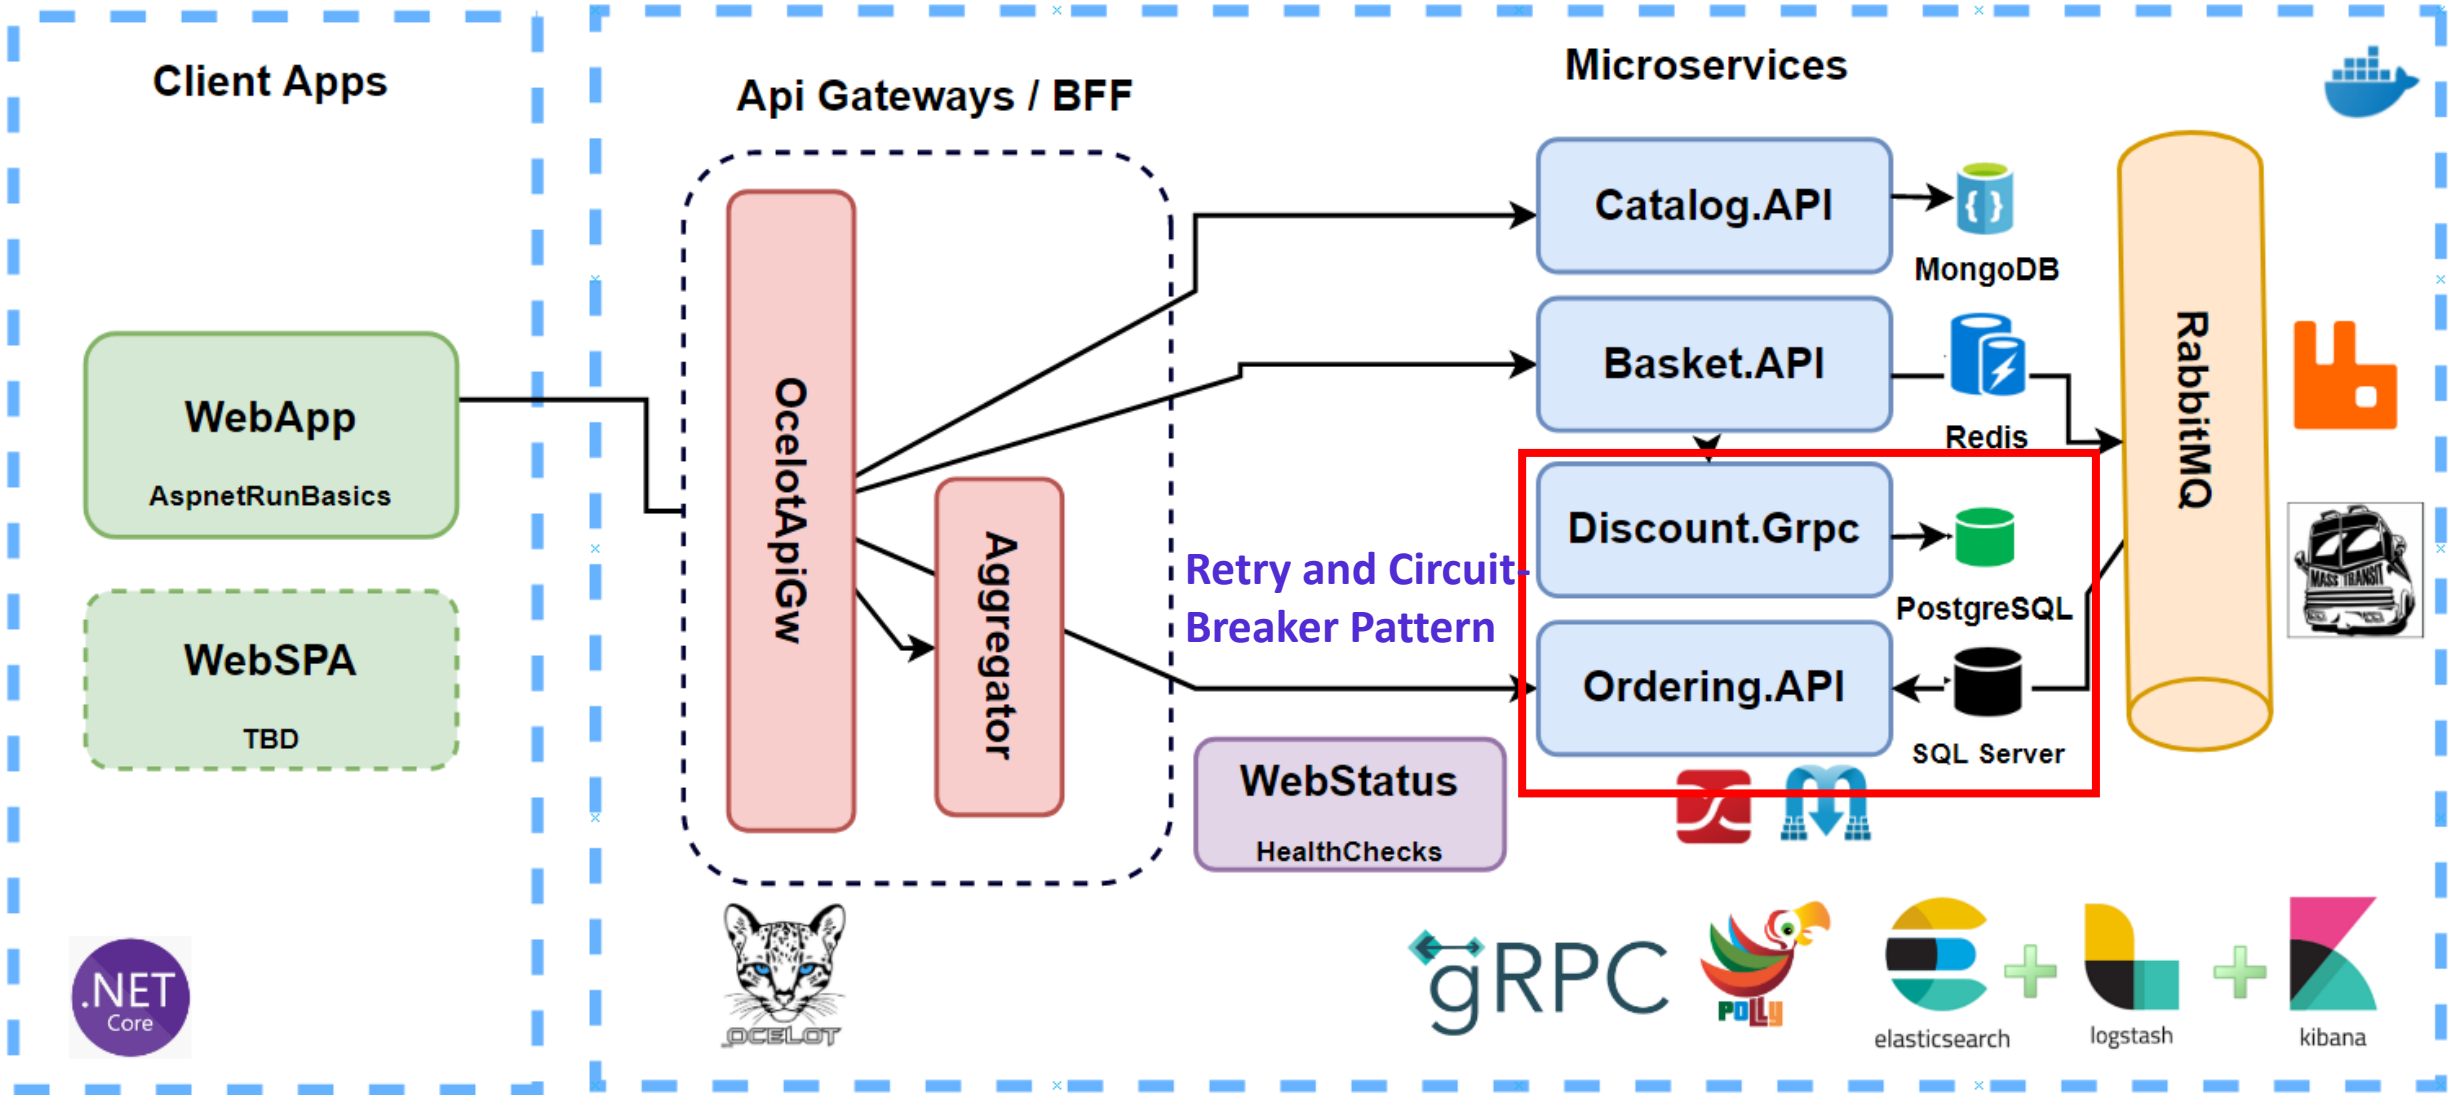 Client Apps
WebApp
AspnetRunBasics
WebSPA
TBD
.NET
Core
Api Gateways / BFF
OcelotApiGw
Aggregator
OCELOT
Microservices
Catalog.API
MongoDB
Basket.API
Redis
Retry and Circuit-
Breaker Pattern
Discount.Grpc
PostgreSQL
Ordering.API
SQL Server
WebStatus
HealthChecks
RabbitMQ
MASS TRANSIT
gRPC
POLLY
elasticsearch
logstash
kibana